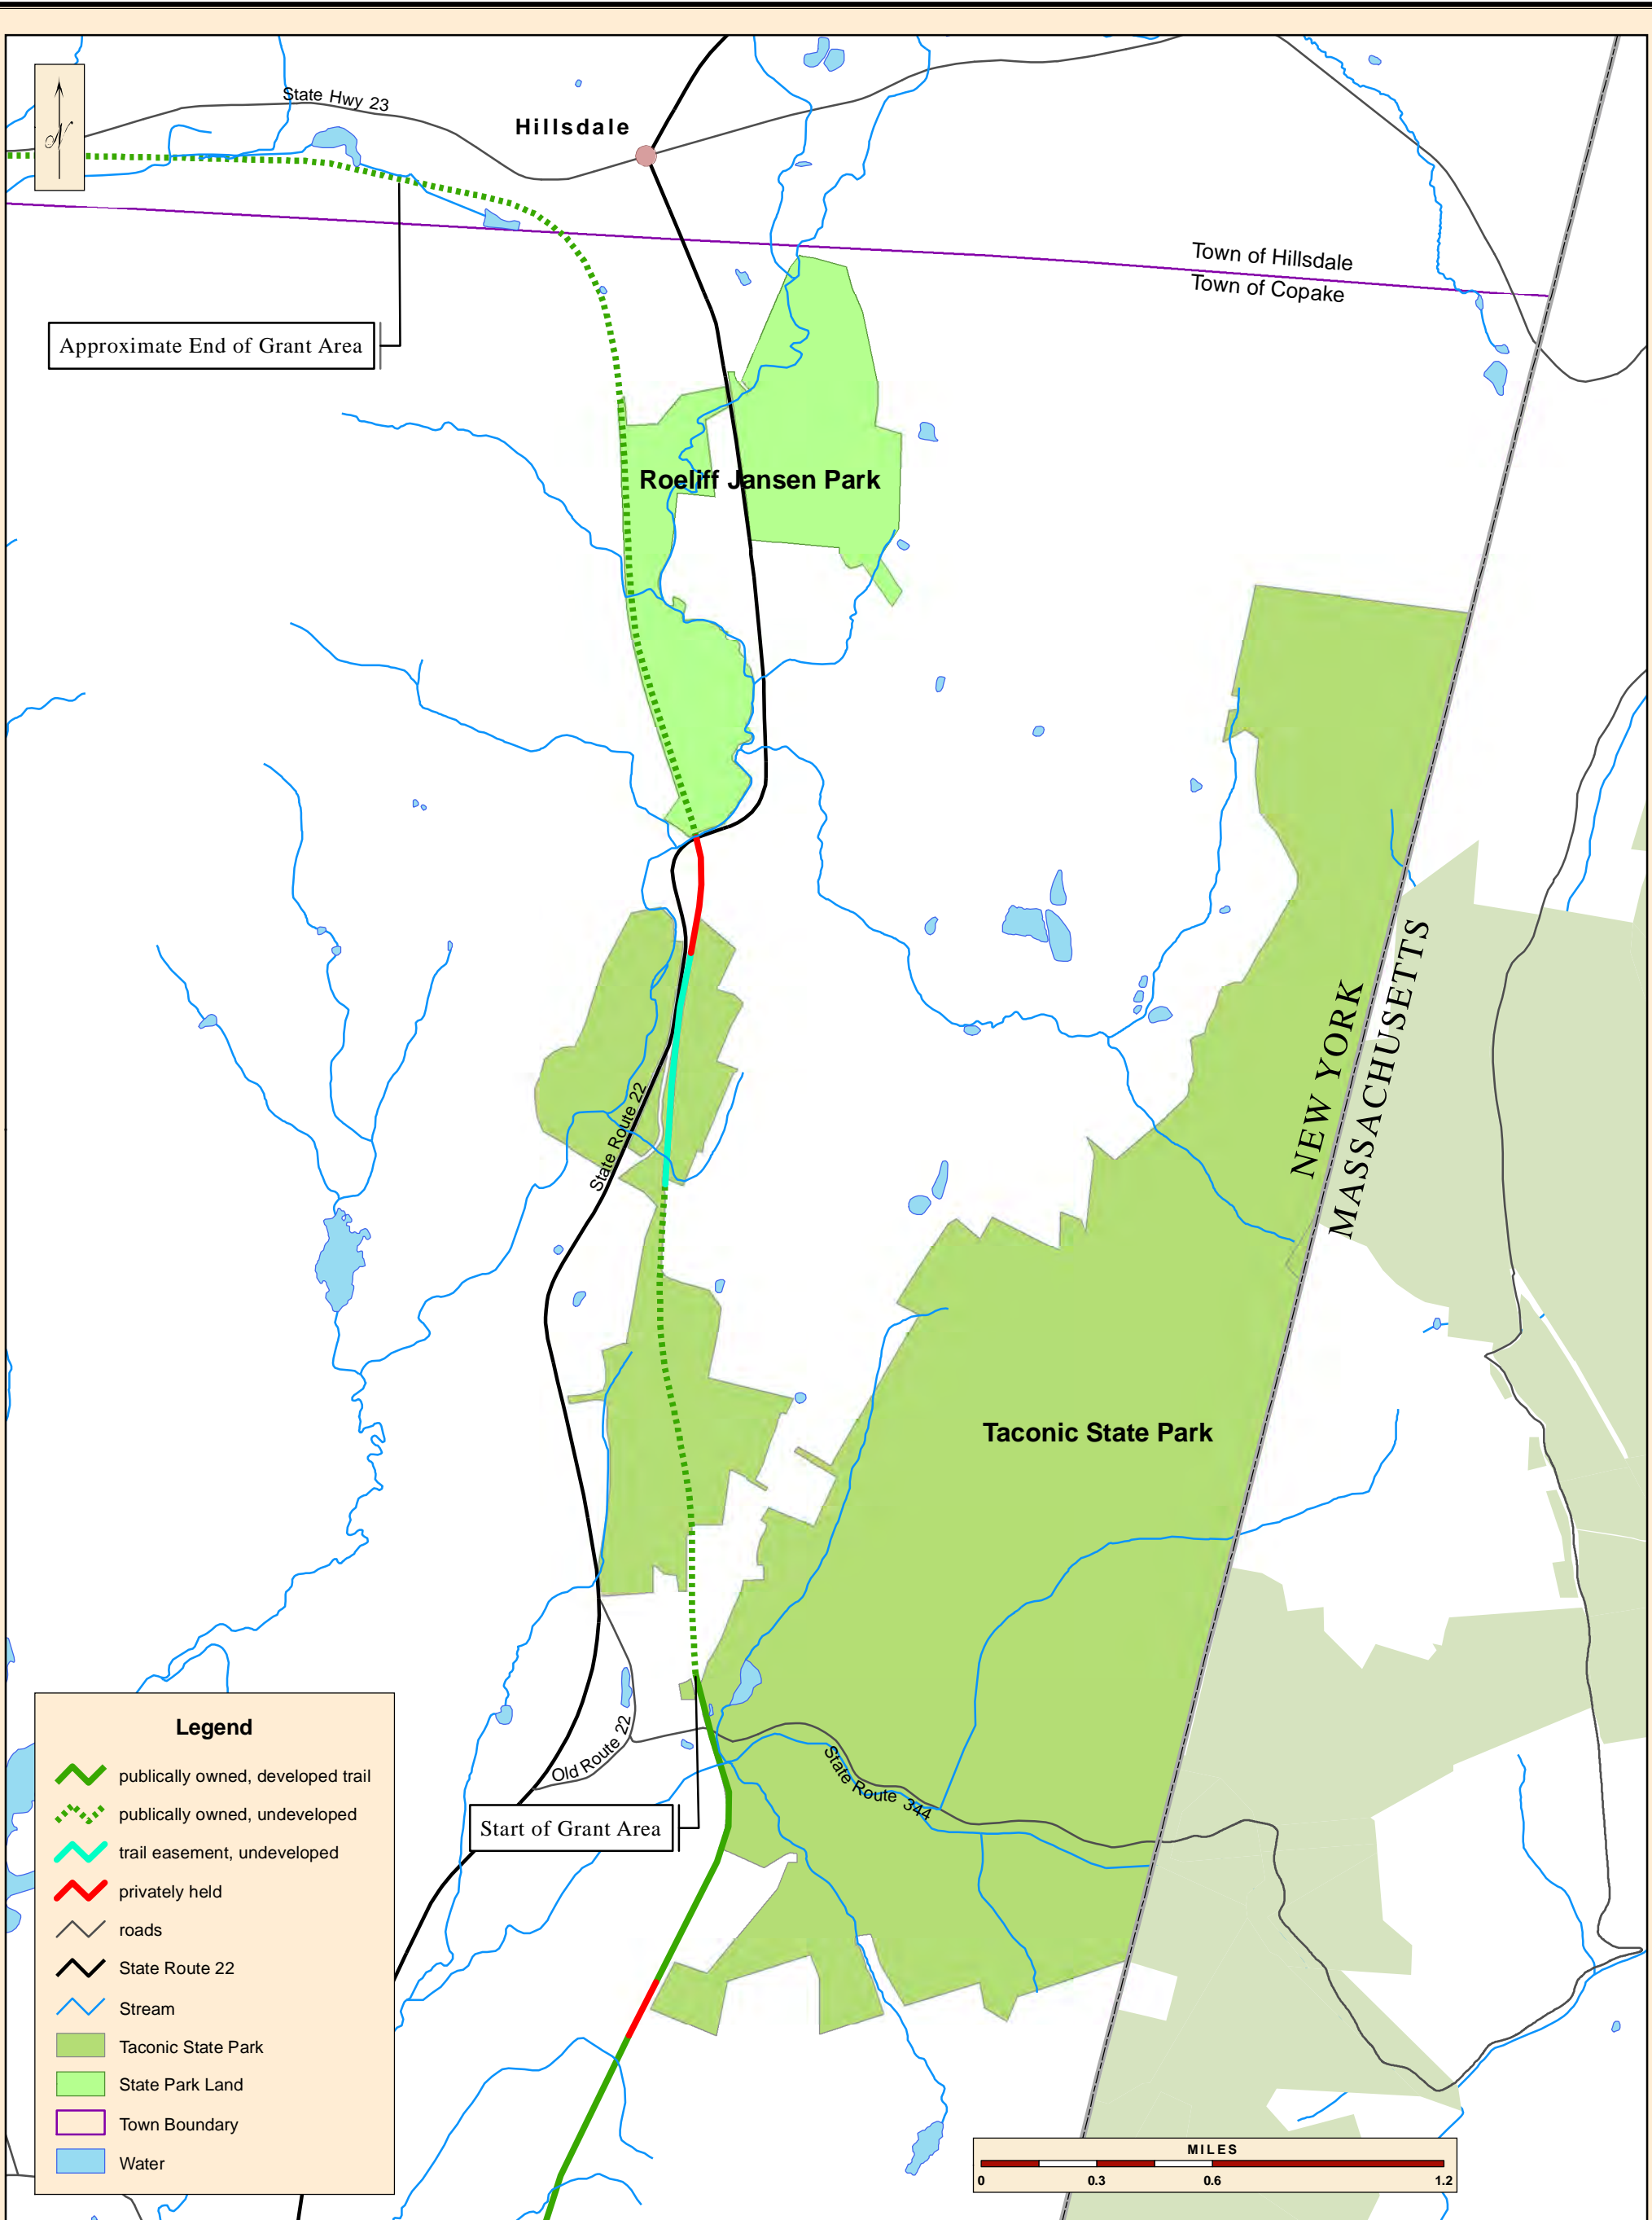 N
State Hwy 23
Hillsdale
Town of Hillsdale
Town of Copake
Approximate End of Grant Area
Roeliff Jansen Park
NEW YORK
MASSACHUSETTS
State Route 22
Taconic State Park
Old Route 22
State Route 344
Start of Grant Area
Legend
publically owned, developed trail
publically owned, undeveloped
trail easement, undeveloped
privately held
roads
State Route 22
Stream
Taconic State Park
State Park Land
Town Boundary
Water
MILES
0 0.3 0.6 1.2